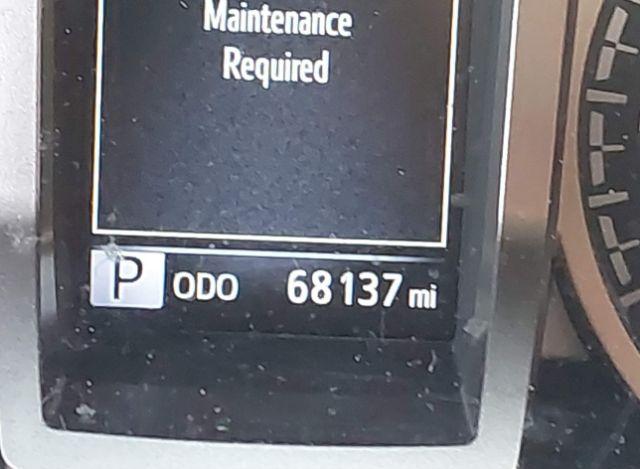 Maintenance
Required
P ODO 68137 mi